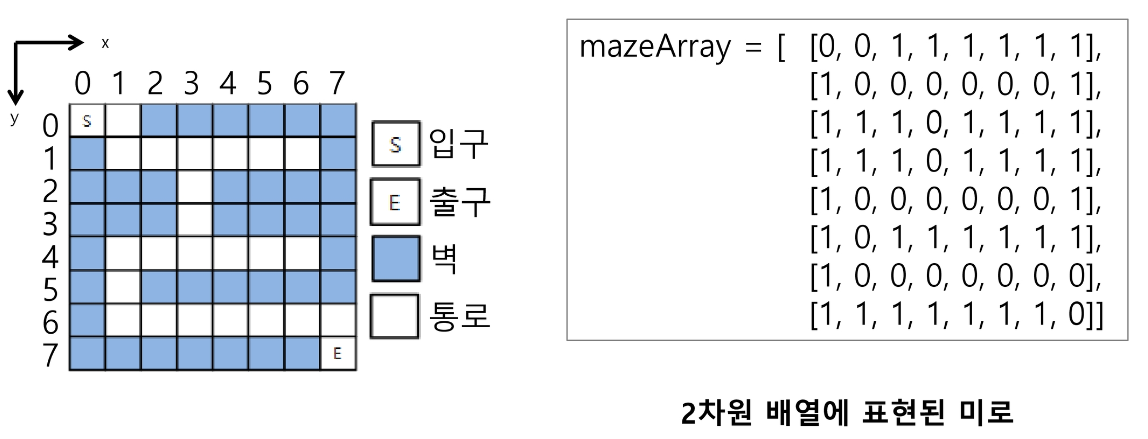 x
y
0 1 2 3 4 5 6 7
0
S
1
2
3
4
5
6
7
E
S 입구
E 출구
벽
통로
mazeArray = [ [0, 0, 1, 1, 1, 1, 1, 1],
[1, 0, 0, 0, 0, 0, 0, 1],
[1, 1, 1, 0, 1, 1, 1, 1],
[1, 1, 1, 0, 1, 1, 1, 1],
[1, 0, 0, 0, 0, 0, 0, 1],
[1, 0, 1, 1, 1, 1, 1, 1],
[1, 0, 0, 0, 0, 0, 0, 0],
[1, 1, 1, 1, 1, 1, 1, 0]]
2차원 배열에 표현된 미로